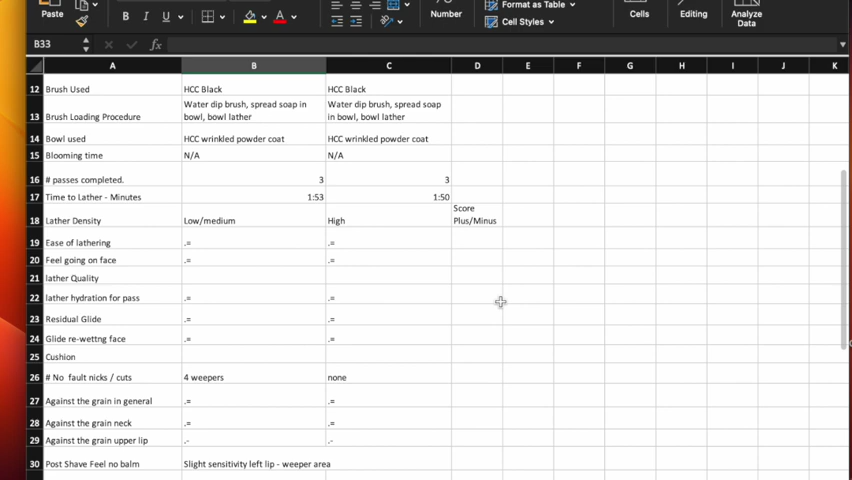 Paste
B I U
A
Number
Format as Table
Cell Styles
Cells
Editing
Analyze
Data
B33
fx
A B C D E F G H I J K
12 Brush Used HCC Black HCC Black
13 Brush Loading Procedure Water dip brush, spread soap in bowl, bowl lather Water dip brush, spread soap in bowl, bowl lather
14 Bowl used HCC wrinkled powder coat HCC wrinkled powder coat
15 Blooming time N/A N/A
16 # passes completed. 3 3
17 Time to Lather - Minutes 1:53 1:50
18 Lather Density Low/medium High Score Plus/Minus
19 Ease of lathering .= .=
20 Feel going on face .= .=
21 lather Quality
22 lather hydration for pass .= .=
23 Residual Glide .= .=
24 Glide re-wettng face .= .=
25 Cushion
26 # No fault nicks / cuts 4 weepers none
27 Against the grain in general .= .=
28 Against the grain neck .= .=
29 Against the grain upper lip .- .-
30 Post Shave Feel no balm Slight sensitivity left lip - weeper area